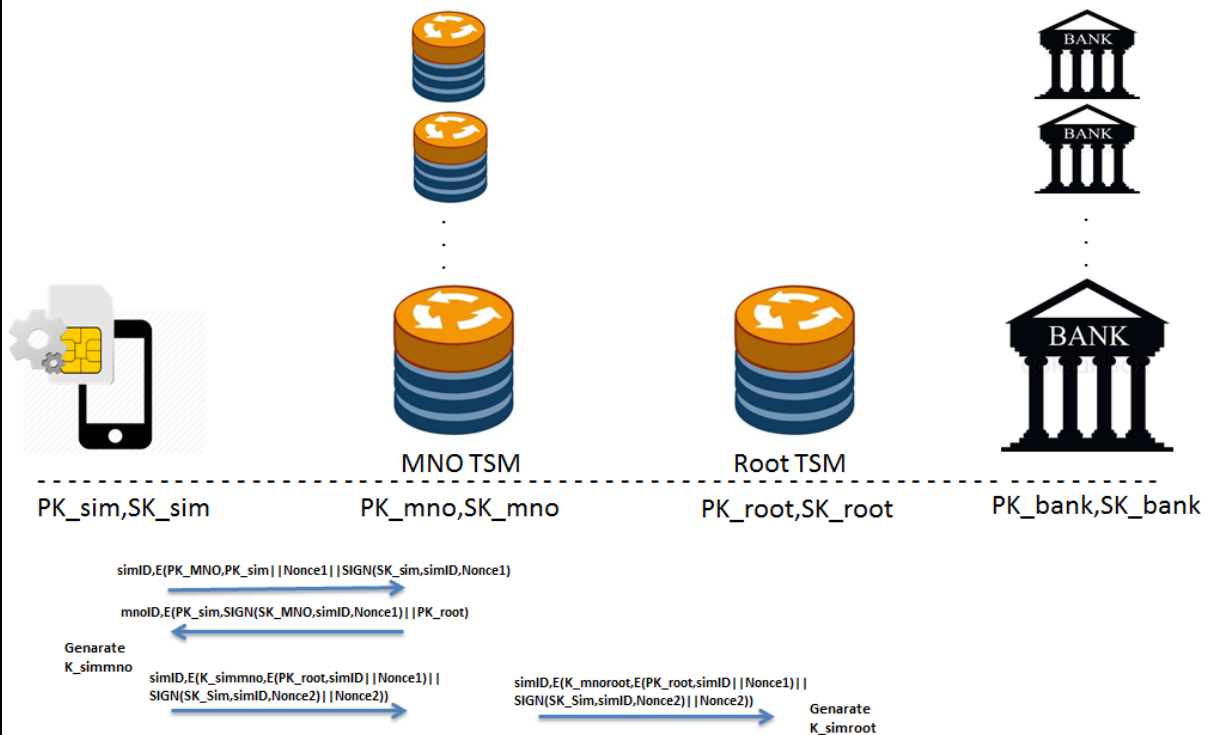 BANK
BANK
BANK
MNO TSM
Root TSM
PK_sim,SK_sim
PK_mno,SK_mno
PK_root,SK_root
PK_bank,SK_bank
simID,E(PK_MNO,PK_sim||Nonce1||SIGN(SK_sim,simID,Nonce1)
mnoID,E(PK_sim,SIGN(SK_MNO,simID,Nonce1)||PK_root)
Genarate
K_simmno
simID,E(K_simmno,E(PK_root,simID||Nonce1)||
SIGN(SK_Sim,simID,Nonce2)||Nonce2))
simID,E(K_mnoroot,E(PK_root,simID||Nonce1)||
SIGN(SK_Sim,simID,Nonce2)||Nonce2))
Genarate
K_simroot